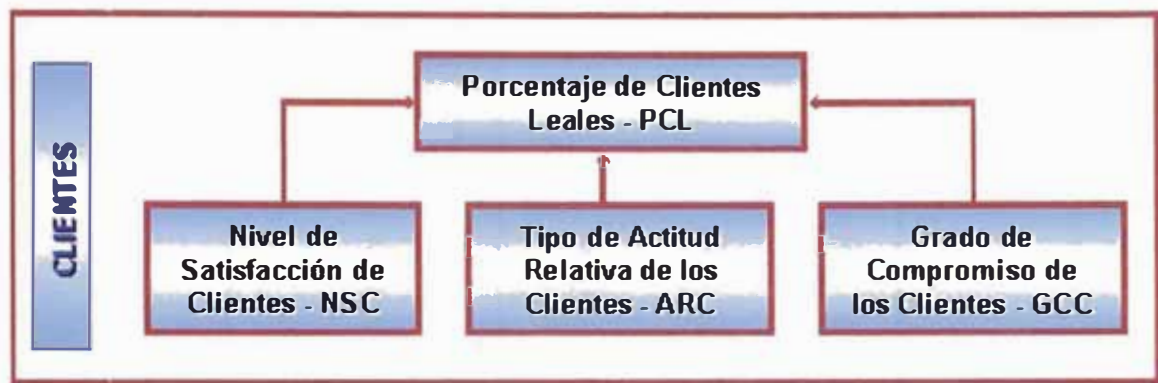 CLIENTES
Porcentaje de Clientes
Leales - PCL
Nivel de
Satisfacción de
Clientes - NSC
Tipo de Actitud
Relativa de los
Clientes - ARC
Grado de
Compromiso de
los Clientes - GCC